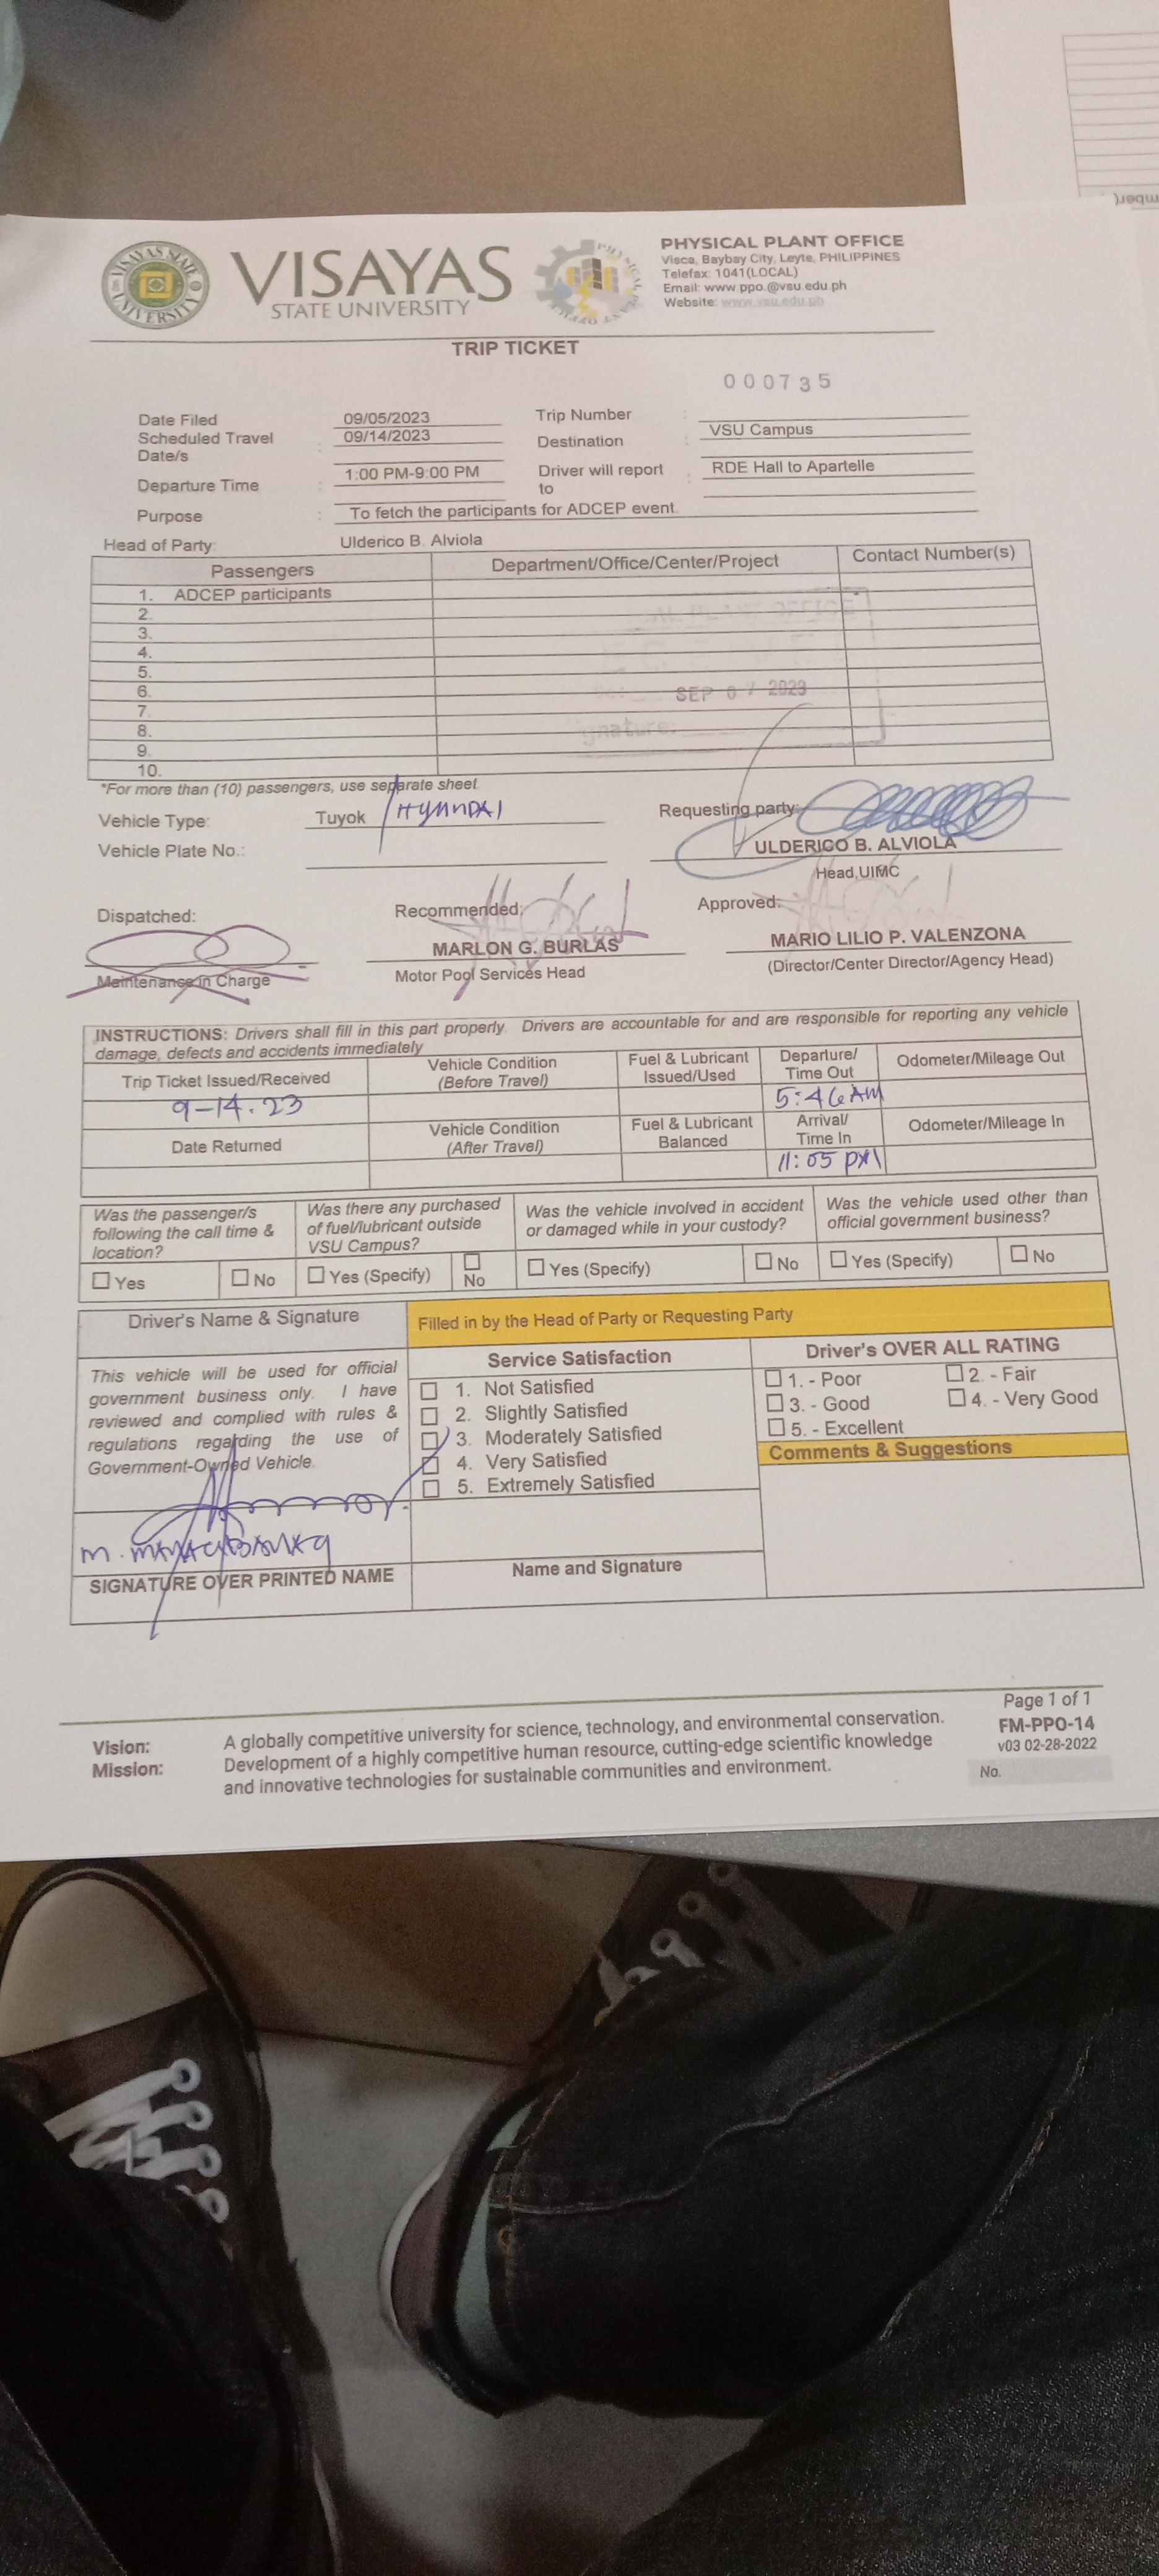 VISAYAS STATE UNIVERSITY
VISAYAS
STATE UNIVERSITY
PHYSICAL PLANT OFFICE
Visca, Baybay City, Leyte, PHILIPPINES
Telefax: 1041(LOCAL)
Email: www.ppo.@vsu.edu.ph
Website: www.vsu.edu.ph
TRIP TICKET
000735
Date Filed 09/05/2023 Trip Number :
Scheduled Travel Date/s : 09/14/2023 Destination : VSU Campus
Departure Time : 1:00 PM-9:00 PM Driver will report to : RDE Hall to Apartelle
Purpose : To fetch the participants for ADCEP event.
Head of Party: Ulderico B. Alviola
Passengers Department/Office/Center/Project Contact Number(s)
1. ADCEP participants
2.
3.
4.
5.
6.
SEP 07 2023
7.
8.
9.
10.
*For more than (10) passengers, use separate sheet
Vehicle Type: Tuyok / HYUNDAI Requesting party:
Vehicle Plate No.: ULDERICO B. ALVIOLA
Head,UIMC
Dispatched: Recommended: Approved:
MARLON G. BURLAS MARIO LILIO P. VALENZONA
Maintenance in Charge Motor Pool Services Head (Director/Center Director/Agency Head)
INSTRUCTIONS: Drivers shall fill in this part properly. Drivers are accountable for and are responsible for reporting any vehicle
damage, defects and accidents immediately
Trip Ticket Issued/Received Vehicle Condition (Before Travel) Fuel & Lubricant Issued/Used Departure/ Time Out Odometer/Mileage Out
9-14-23 5:46 AM
Date Returned Vehicle Condition (After Travel) Fuel & Lubricant Balanced Arrival/ Time In Odometer/Mileage In
11:05 PM
Was the passenger/s following the call time & location? Was there any purchased of fuel/lubricant outside VSU Campus? Was the vehicle involved in accident or damaged while in your custody? Was the vehicle used other than official government business?
Yes No Yes (Specify) No Yes (Specify) No Yes (Specify) No
Driver's Name & Signature Filled in by the Head of Party or Requesting Party
This vehicle will be used for official
government business only. I have
reviewed and complied with rules &
regulations regarding the use of
Government-Owned Vehicle.
Service Satisfaction
1. Not Satisfied
2. Slightly Satisfied
3. Moderately Satisfied
4. Very Satisfied
5. Extremely Satisfied
Driver's OVER ALL RATING
1. - Poor 2. - Fair
3. - Good 4. - Very Good
5. - Excellent
Comments & Suggestions
SIGNATURE OVER PRINTED NAME Name and Signature
Vision: A globally competitive university for science, technology, and environmental conservation.
Mission: Development of a highly competitive human resource, cutting-edge scientific knowledge
and innovative technologies for sustainable communities and environment.
Page 1 of 1
FM-PPO-14
v03 02-28-2022
No.